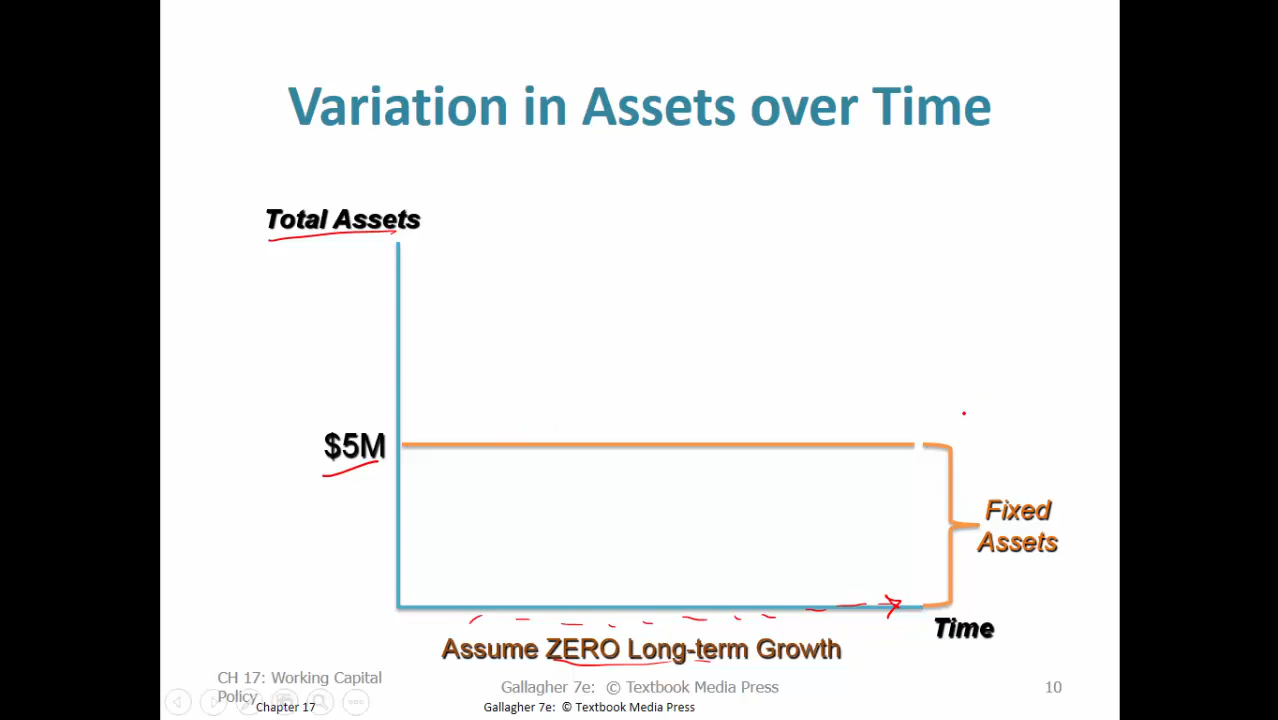 Variation in Assets over Time
Total Assets
$5M
Fixed
Assets
Time
Assume ZERO Long-term Growth
CH 17: Working Capital
Policy
Gallagher 7e: © Textbook Media Press
10
Chapter 17
Gallagher 7e: © Textbook Media Press